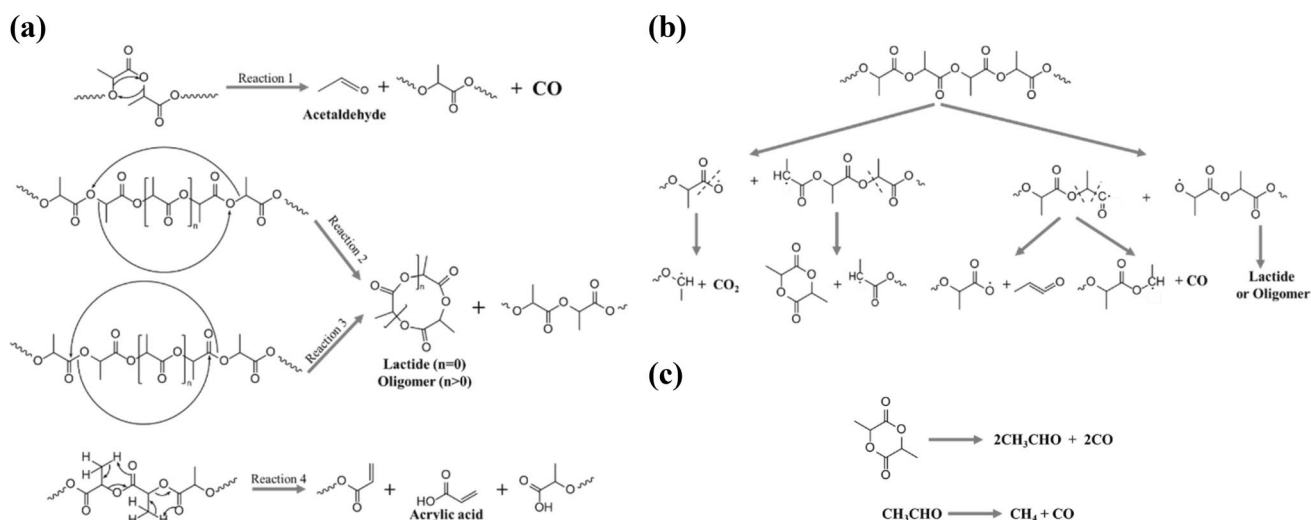 (a)
Reaction 1
Acetaldehyde
+
+ CO
Reaction 2
Reaction 3
n
n
n
+
Lactide (n=0)
Oligomer (n>0)
Reaction 4
+
Acrylic acid
+
(b)
+
+
+ CO₂
+
+
+ CO
Lactide
or Oligomer
(c)
2CH₃CHO + 2CO
CH₃CHO
CH₄ + CO